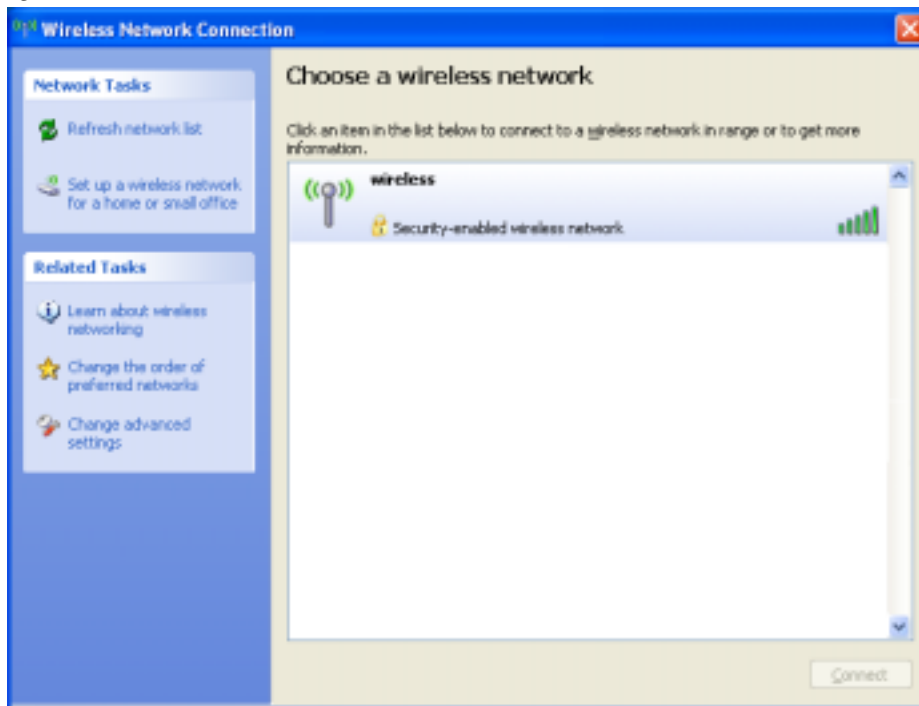 Wireless Network Connection
Network Tasks
Refresh network list
Set up a wireless network
for a home or small office
Related Tasks
Learn about wireless
networking
Change the order of
preferred networks
Change advanced
settings
Choose a wireless network
Click an item in the list below to connect to a wireless network in range or to get more
information.
wireless
Security-enabled wireless network
Connect